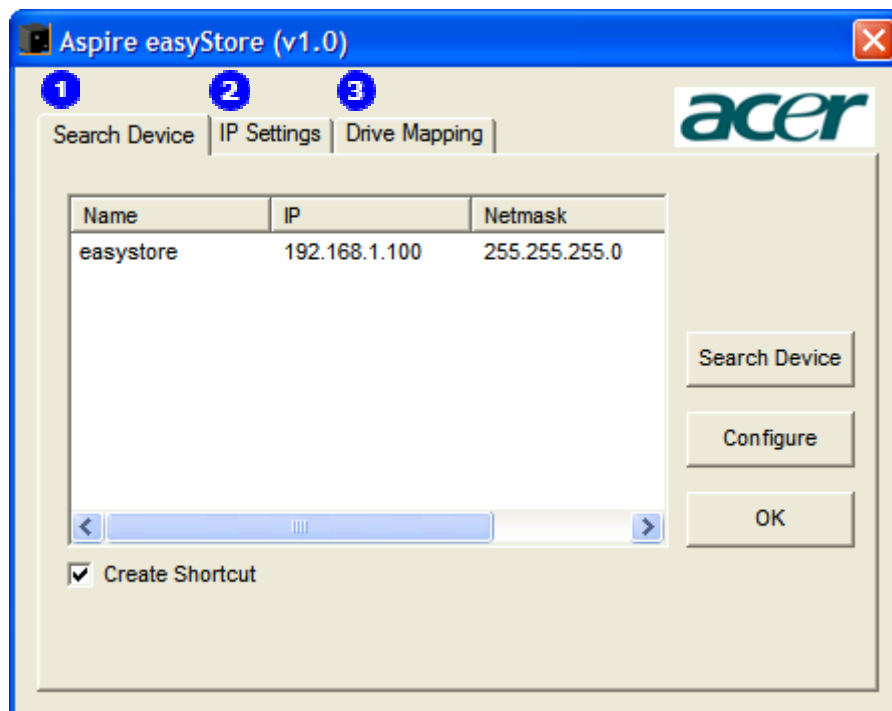 Aspire easyStore (v1.0)
1 2 3
acer
Search Device IP Settings Drive Mapping
Name IP Netmask
easystore 192.168.1.100 255.255.255.0
Search Device
Configure
OK
Create Shortcut